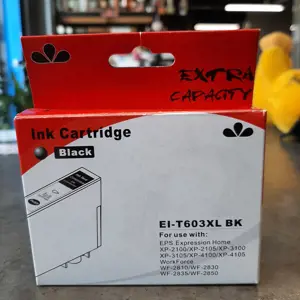 EXTRA
CAPACITY
Ink Cartridge
Black
EI-T603XL BK
For use with:
EPS Expression Home
XP-2100/XP-2105/XP-3100
XP-3105/XP-4100/XP-4105
WorkForce
WF-2810/WF-2830
WF-2835/WF-2850